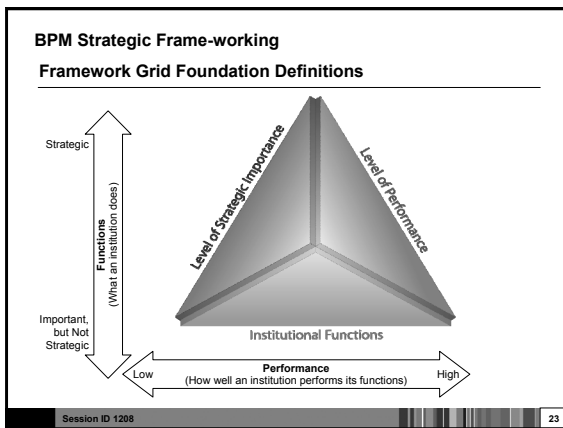 BPM Strategic Frame-working
Framework Grid Foundation Definitions
Strategic
Functions
(What an institution does)
Important,
but Not
Strategic
Level of Strategic Importance
Level of Performance
Institutional Functions
Low
Performance
(How well an institution performs its functions)
High
Session ID 1208
23